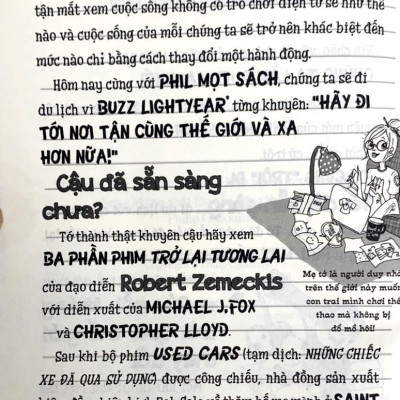 tận mắt xem cuộc sống không có trò chơi điện tử sẽ như thế
nào và cuộc sống của mỗi chúng ta sẽ trở nên khác biệt đến
mức nào chỉ bằng cách thay đổi một hành động.
Hôm nay cùng với PHIL MỌT SÁCH, chúng ta sẽ đi
du lịch vì BUZZ LIGHTYEAR* từng khuyên: "HÃY ĐI
TỚI NƠI TẬN CÙNG THẾ GIỚI VÀ XA
HƠN NỮA!"
Cậu đã sẵn sàng
chưa?
Tớ thành thật khuyên cậu hãy xem
BA PHẦN PHIM TRỞ LẠI TƯƠNG LAI
của đạo diễn Robert Zemeckis
với diễn xuất của MICHAEL J.FOX
và CHRISTOPHER LLOYD.
Mẹ tớ là người duy nhấ
trên thế giới này muốn
con trai mình chơi thể
thao mà không bị
đổ mồ hôi!
Sau khi bộ phim USED CARS (tạm dịch: NHỮNG CHIẾC
XE ĐÃ QUA SỬ DỤNG) được công chiếu, nhà đồng sản xuất